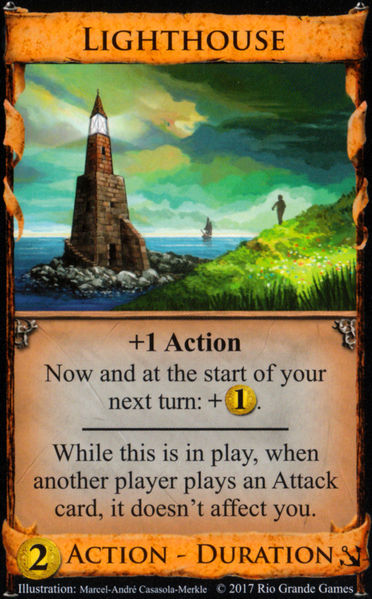 LIGHTHOUSE
+1 Action
Now and at the start of your
next turn: +1.
While this is in play, when
another player plays an Attack
card, it doesn't affect you.
2 ACTION - DURATION
Illustration: Marcel-André Casasola-Merkle © 2017 Rio Grande Games